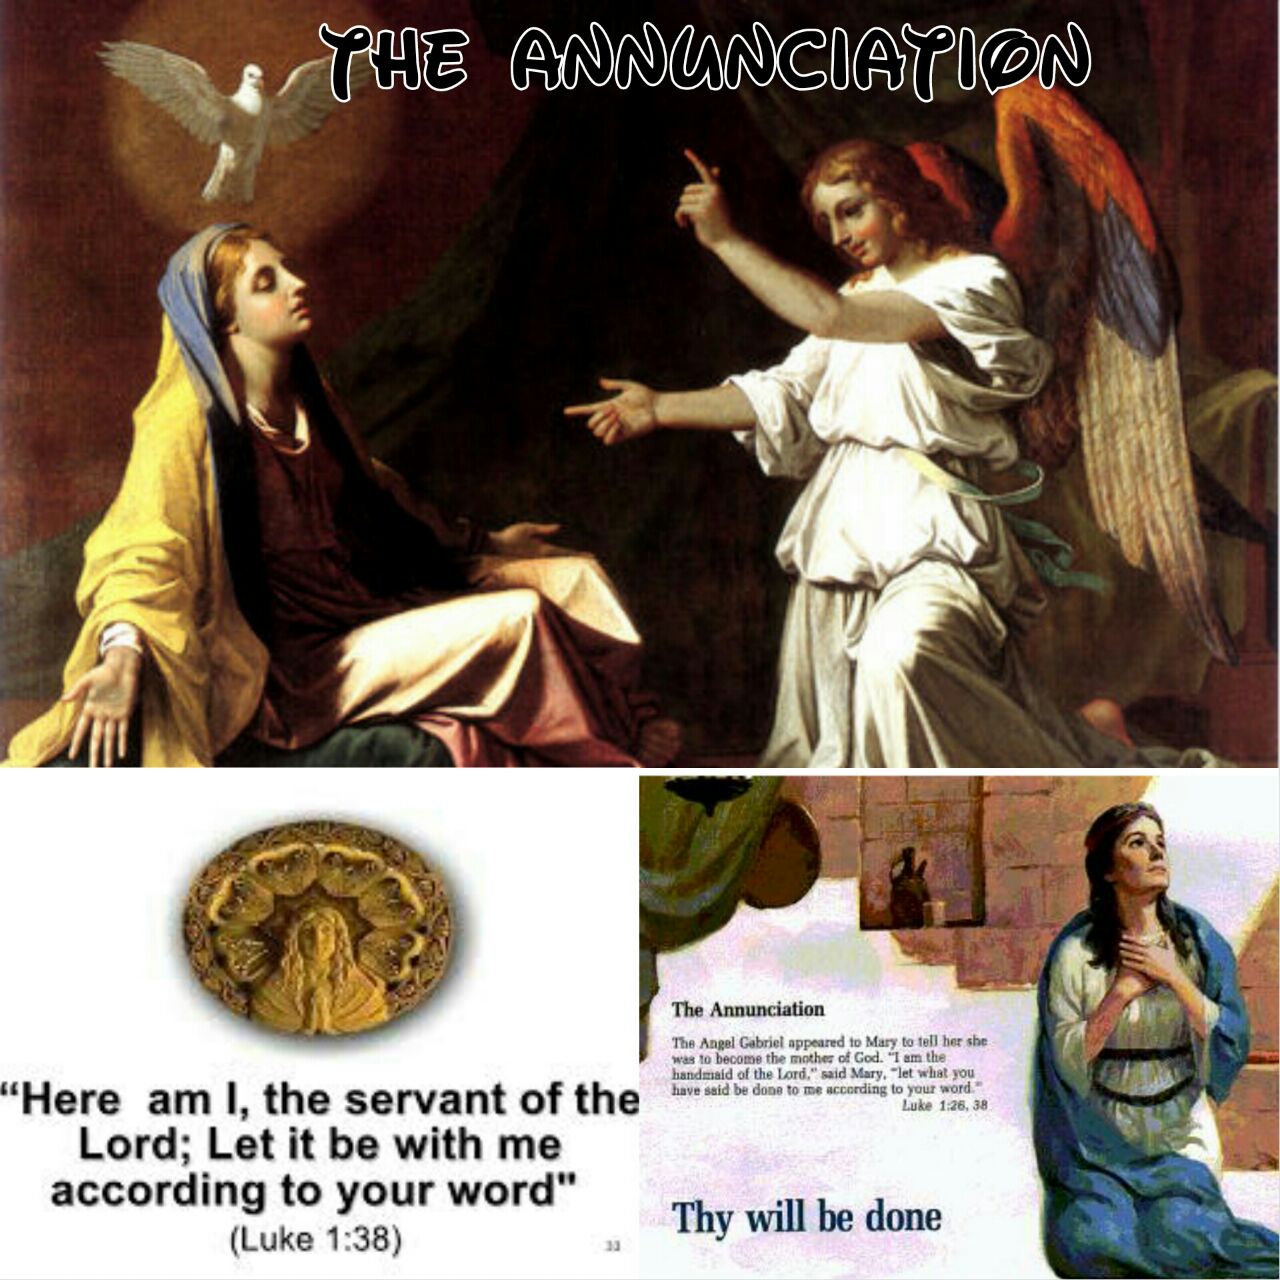 THE ANNUNCIATION
“Here am I, the servant of the
Lord; Let it be with me
according to your word"
(Luke 1:38)
33
The Annunciation
The Angel Gabriel appeared to Mary to tell her she
was to become the mother of God. "I am the
handmaid of the Lord," said Mary, "let what you
have said be done to me according to your word."
Luke 1:26, 38
Thy will be done